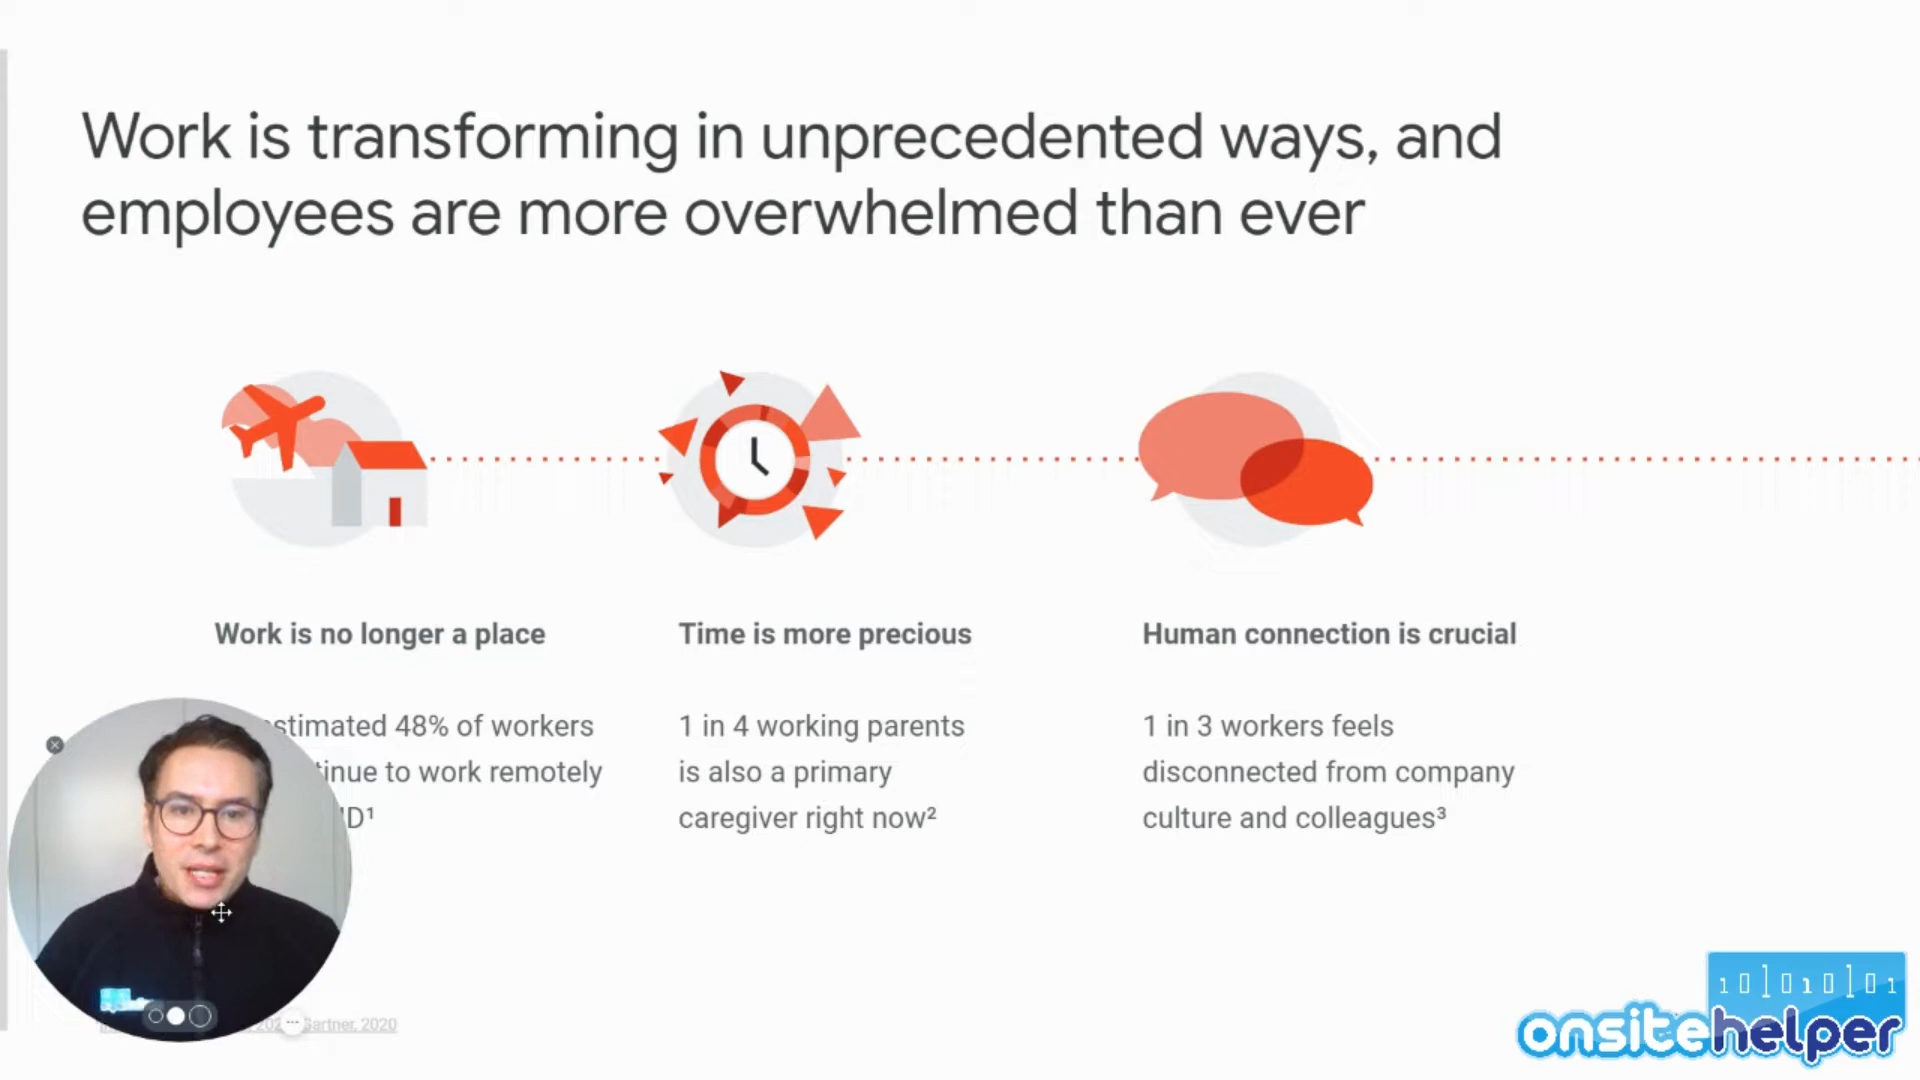 Work is transforming in unprecedented ways, and
employees are more overwhelmed than ever
Work is no longer a place
48% of workers
to work remotely
Time is more precious
1 in 4 working parents
is also a primary
caregiver right now²
Human connection is crucial
1 in 3 workers feels
disconnected from company
culture and colleagues³
Gartner, 2020
onsitehelper